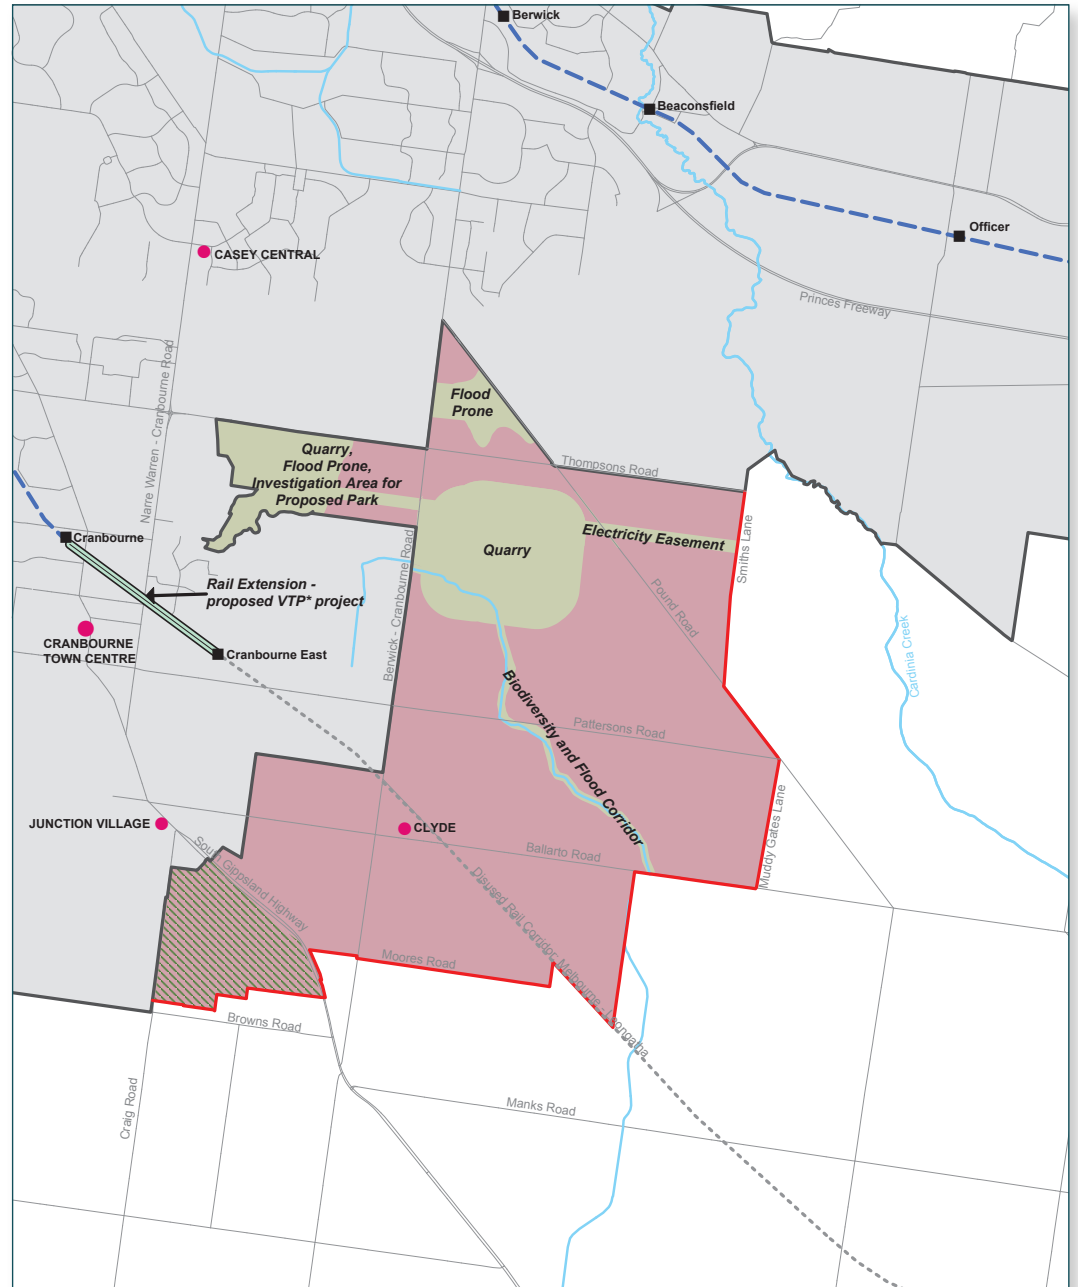 Berwick
Beaconsfield
Officer
CASEY CENTRAL
Princes Freeway
Narre Warren - Cranbourne Road
Flood
Prone
Quarry,
Flood Prone,
Investigation Area for
Proposed Park
Thompsons Road
Electricity Easement
Quarry
Smiths Lane
Cranbourne
Rail Extension -
proposed VTP* project
Berwick - Cranbourne Road
Pound Road
CRANBOURNE
TOWN CENTRE
Cranbourne East
Cardinia Creek
Biodiversity and Flood Corridor
Pattersons Road
JUNCTION VILLAGE
CLYDE
Muddy Gates Lane
Ballarto Road
South Gippsland Highway
Disused Rail Corridor, Melbourne - Leongatha
Moores Road
Browns Road
Craig Road
Manks Road